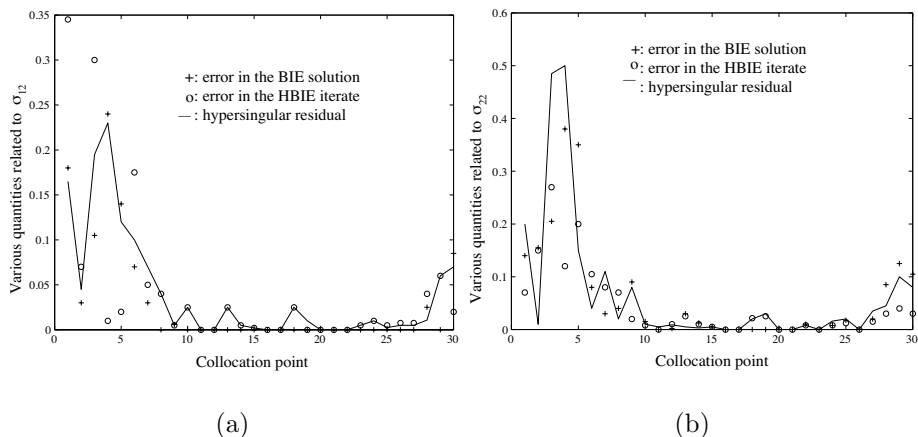 0.35
0.3
0.25
0.2
0.15
0.1
0.05
0
0 5 10 15 20 25 30
Various quantities related to σ12
Collocation point
+: error in the BIE solution
o: error in the HBIE iterate
—: hypersingular residual
(a)
0.6
0.5
0.4
0.3
0.2
0.1
0
0 5 10 15 20 25 30
Various quantities related to σ22
Collocation point
+: error in the BIE solution
o: error in the HBIE iterate
—: hypersingular residual
(b)